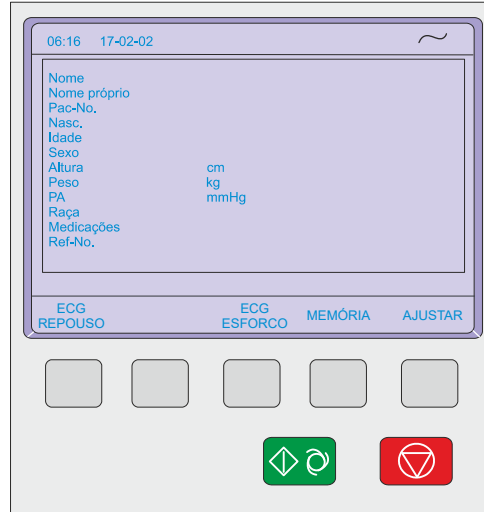 06:16 17-02-02
Nome
Nome próprio
Pac-No.
Nasc.
Idade
Sexo
Altura cm
Peso kg
PA mmHg
Raça
Medicações
Ref-No.
ECG REPOUSO
ECG ESFORCO
MEMÓRIA
AJUSTAR